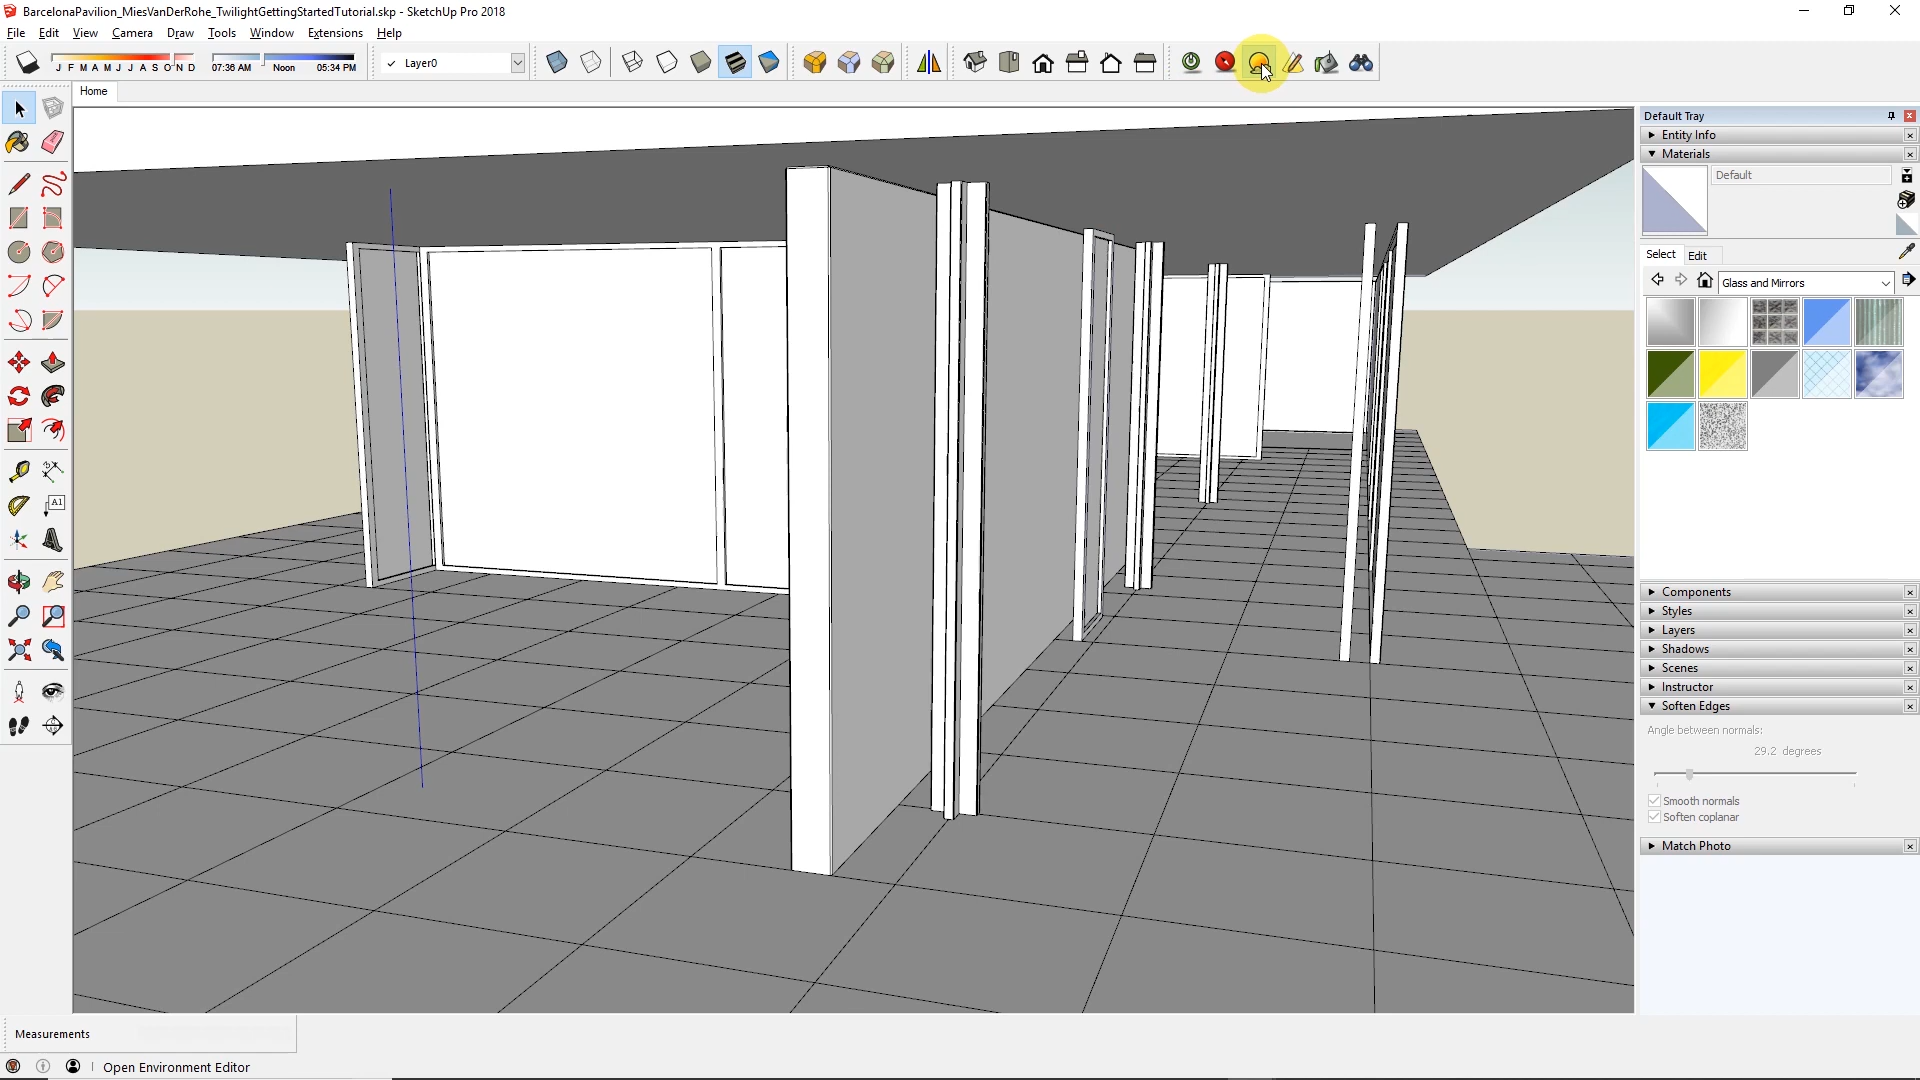 BarcelonaPavilion_MiesVanDerRohe_TwilightGettingStartedTutorial.skp - SketchUp Pro 2018
File Edit View Camera Draw Tools Window Extensions Help
J F M A M J J A S O N D
07:36 AM Noon 05:34 PM
Layer0
Home
Default Tray
Entity Info
Materials
Default
Select Edit
Glass and Mirrors
A1
Components
Styles
Layers
Shadows
Scenes
Instructor
Soften Edges
Angle between normals:
29.2 degrees
Smooth normals
Soften coplanar
Match Photo
Measurements
Open Environment Editor